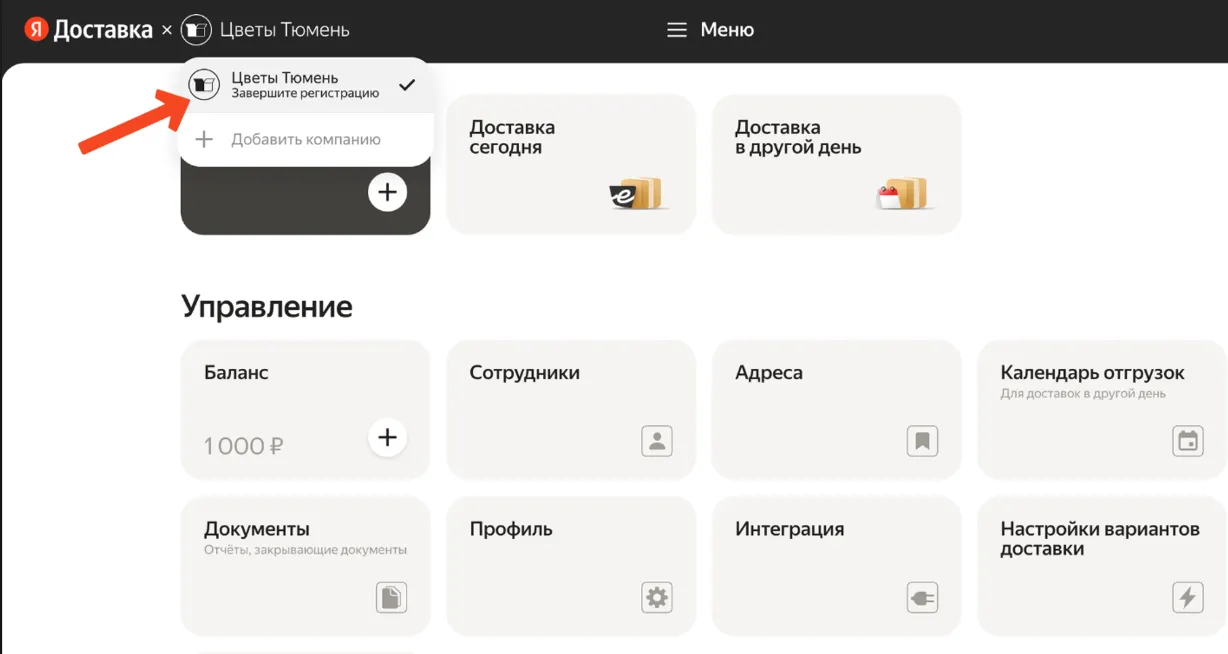 Я Доставка × Цветы Тюмень
Меню
Цветы Тюмень
Завершите регистрацию
Добавить компанию
Доставка
сегодня
Доставка
в другой день
Управление
Баланс
1 000 ₽
Сотрудники
Адреса
Календарь отгрузок
Для доставок в другой день
Документы
Отчёты, закрывающие документы
Профиль
Интеграция
Настройки вариантов
доставки